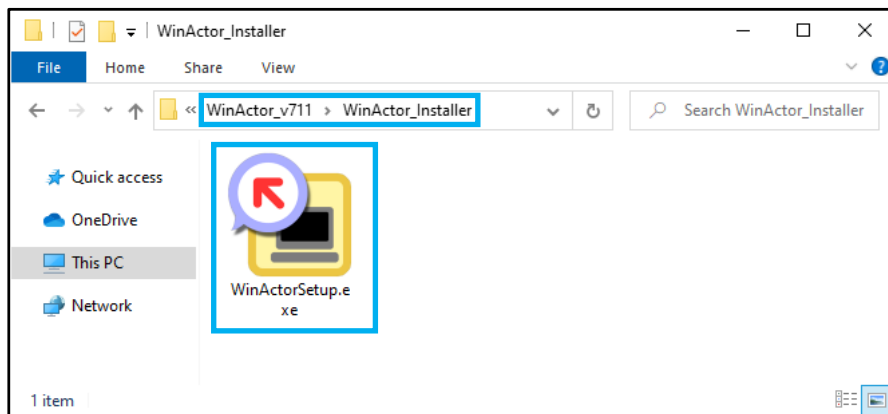 WinActor_Installer
File Home Share View
« WinActor_v711 › WinActor_Installer
Search WinActor_Installer
Quick access
OneDrive
This PC
Network
WinActorSetup.e
xe
1 item